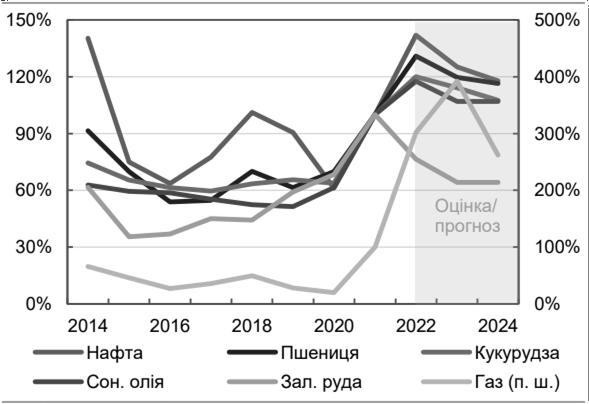 150% 500%
120% 400%
90% 300%
60% 200%
30% 100%
0% 0%
Оцінка/
прогноз
2014 2016 2018 2020 2022 2024
Нафта Пшениця Кукурудза
Сон. олія Зал. руда Газ (п. ш.)